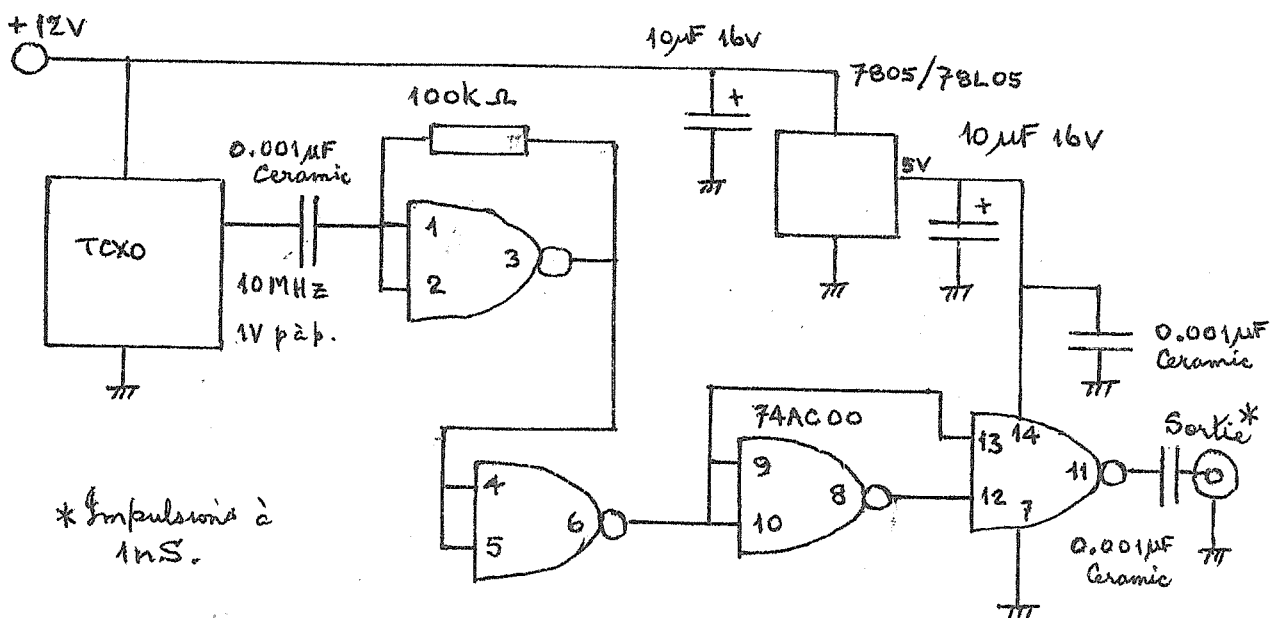 +12V
10µF 16V
7805/78L05
100K Ω
10µF 16V
0.001µF
Ceramic
5V
+
+
TCXO
1
2
3
10MHz
1V pàp.
0.001µF
Ceramic
74AC00
Sortie*
13
14
9
11
4
8
12
10
7
6
5
* Impulsions à
1nS.
0.001µF
Ceramic